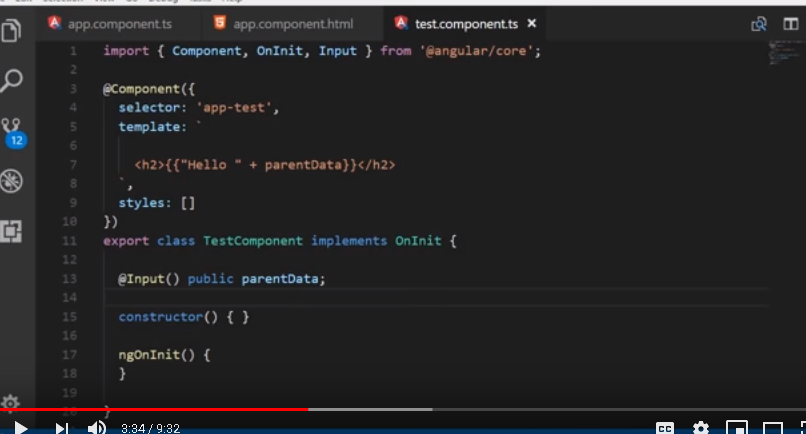 app.component.ts app.component.html test.component.ts
1 import { Component, OnInit, Input } from '@angular/core';
2
3 @Component({
4 selector: 'app-test',
5 template: `
6
7 <h2>{{"Hello " + parentData}}</h2>
8 `,
9 styles: []
10 })
11 export class TestComponent implements OnInit {
12
13 @Input() public parentData;
14
15 constructor() { }
16
17 ngOnInit() {
18 }
19
}
12
3:34 / 9:32
CC